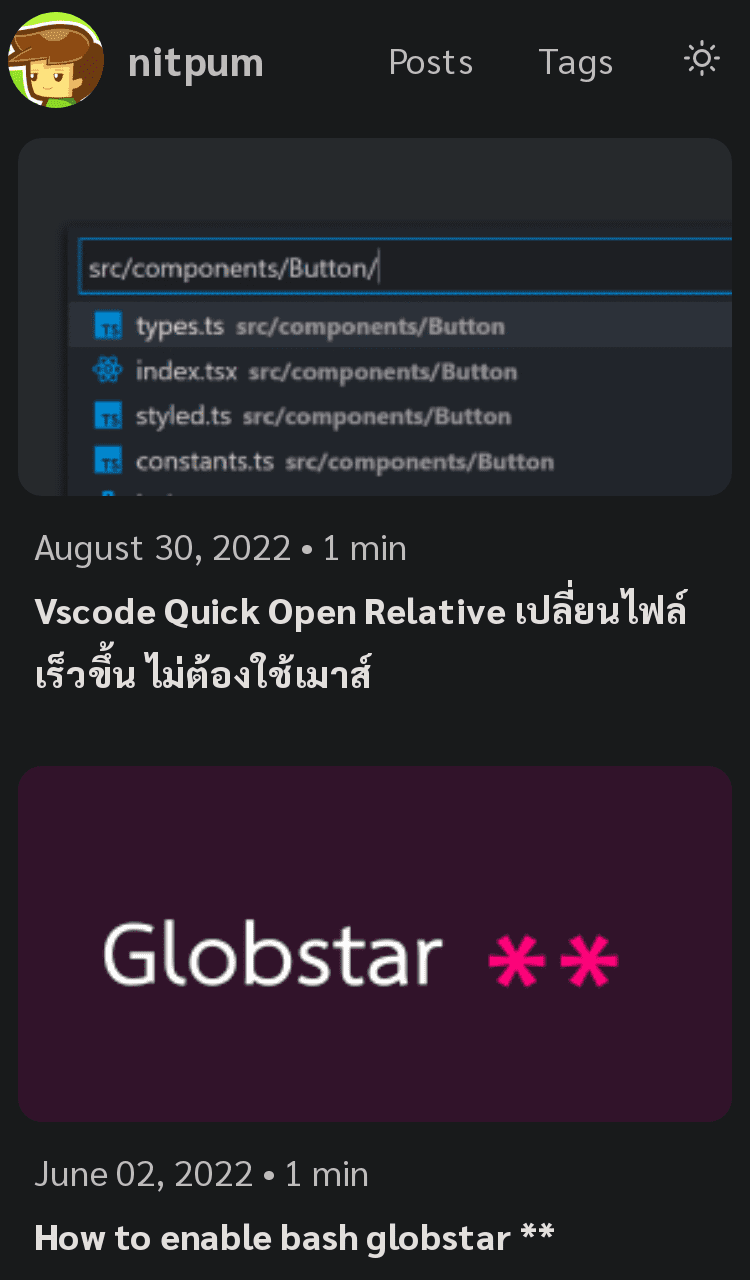 nitpum Posts Tags
src/components/Button/
TS types.ts src/components/Button
index.tsx src/components/Button
TS styled.ts src/components/Button
TS constants.ts src/components/Button
August 30, 2022 • 1 min
Vscode Quick Open Relative เปลี่ยนไฟล์
เร็วขึ้น ไม่ต้องใช้เมาส์
Globstar **
June 02, 2022 • 1 min
How to enable bash globstar **